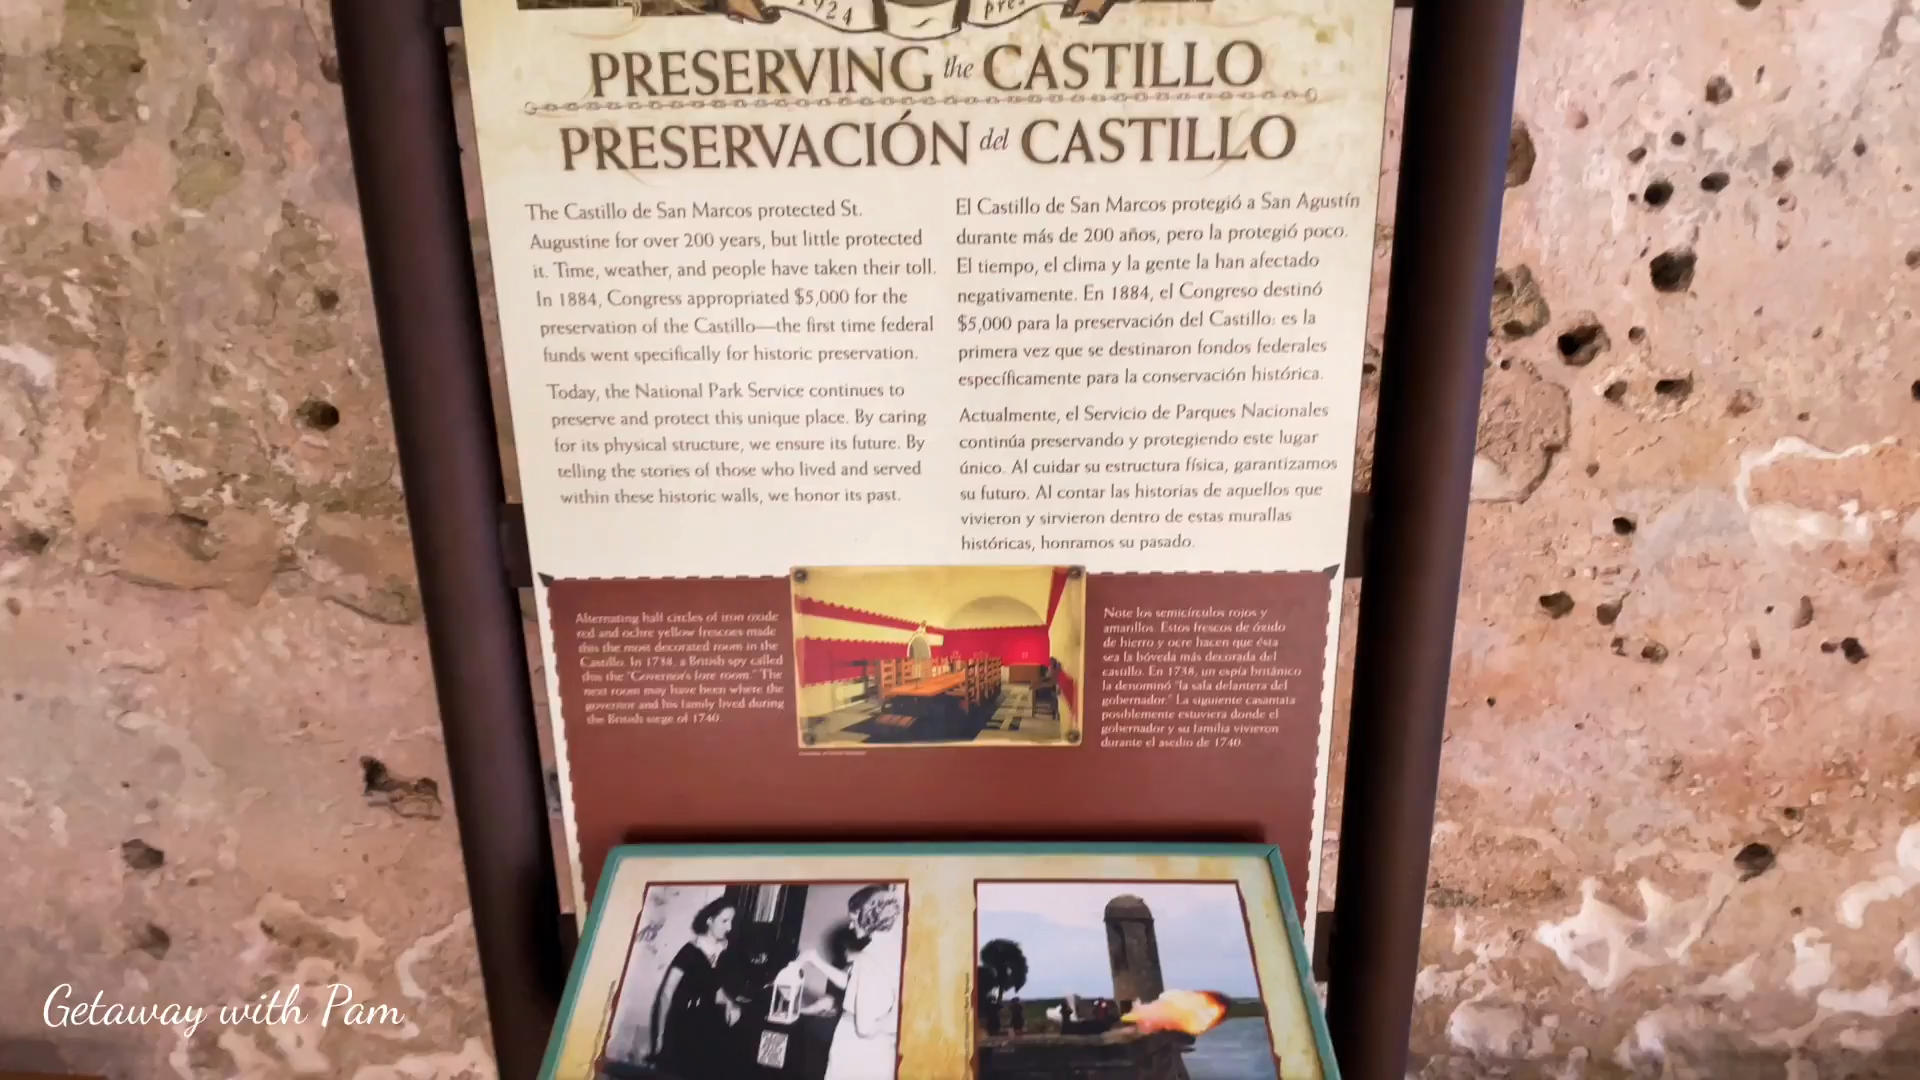 1924
pres
PRESERVING the CASTILLO
PRESERVACIÓN del CASTILLO
The Castillo de San Marcos protected St.
Augustine for over 200 years, but little protected
it. Time, weather, and people have taken their toll.
In 1884, Congress appropriated $5,000 for the
preservation of the Castillo—the first time federal
funds went specifically for historic preservation.
Today, the National Park Service continues to
preserve and protect this unique place. By caring
for its physical structure, we ensure its future. By
telling the stories of those who lived and served
within these historic walls, we honor its past.
El Castillo de San Marcos protegió a San Agustín
durante más de 200 años, pero la protegió poco.
El tiempo, el clima y la gente la han afectado
negativamente. En 1884, el Congreso destinó
$5,000 para la preservación del Castillo: es la
primera vez que se destinaron fondos federales
específicamente para la conservación histórica.
Actualmente, el Servicio de Parques Nacionales
continúa preservando y protegiendo este lugar
único. Al cuidar su estructura física, garantizamos
su futuro. Al contar las historias de aquellos que
vivieron y sirvieron dentro de estas murallas
históricas, honramos su pasado.
Alternating half circles of iron oxide
red and ochre yellow frescoes made
this the most decorated room in the
Castillo. In 1738, a British spy called
this the "Governor's fore room." The
next room may have been where the
governor and his family lived during
the British siege of 1740.
Note los semicírculos rojos y
amarillos. Estos frescos de óxido
de hierro y ocre hacen que ésta
sea la bóveda más decorada del
castillo. En 1738, un espía británico
la denominó "la sala delantera del
gobernador." La siguiente casamata
posiblemente estuviera donde el
gobernador y su familia vivieron
durante el asedio de 1740.
Getaway with Pam